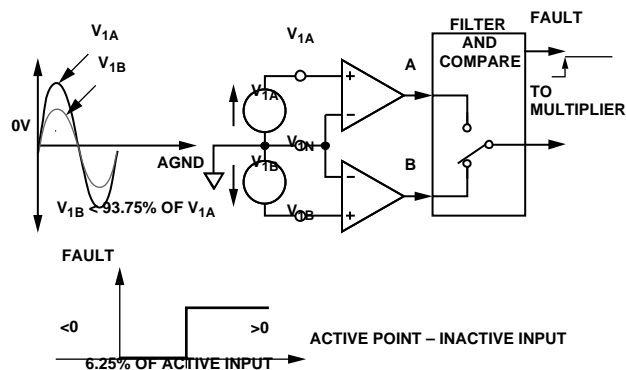 V1A
V1B
0V
V1B < 93.75% OF V1A
AGND
V1A
V1A
V1N
V1B
V1B
A
B
FILTER
AND
COMPARE
FAULT
TO
MULTIPLIER
FAULT
<0
>0
6.25% OF ACTIVE INPUT
ACTIVE POINT – INACTIVE INPUT